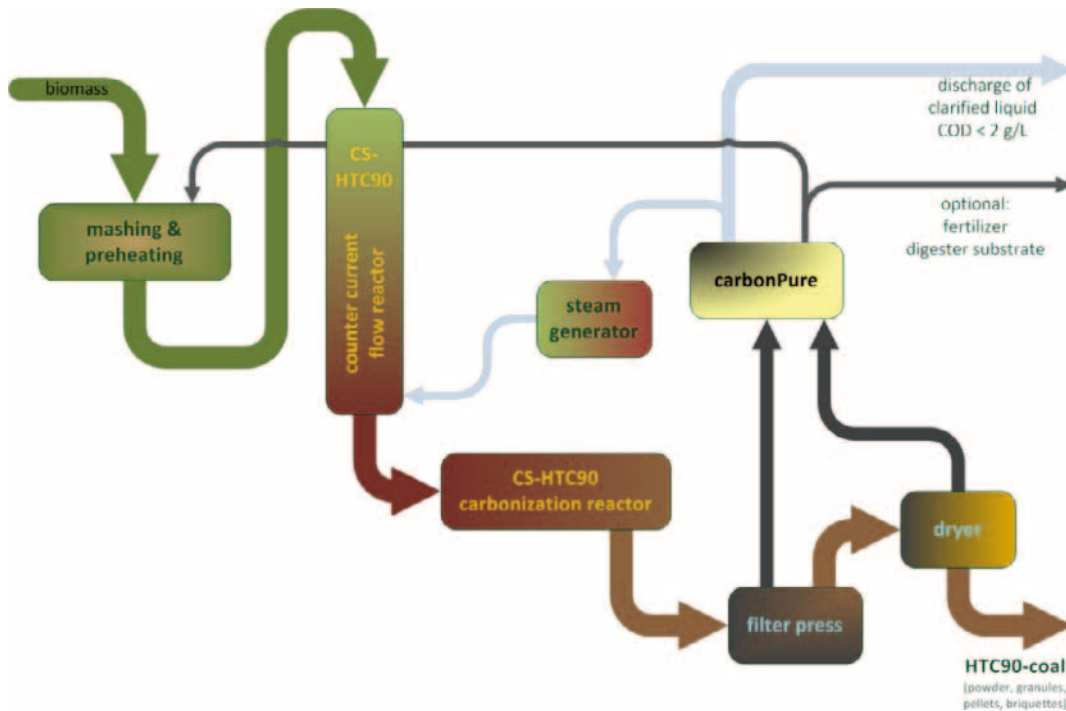 biomass
discharge of
clarified liquid
COD < 2 g/L
CS-
HTC90
counter current
flow reactor
mashing &
preheating
optional:
fertilizer
digester substrate
carbonPure
steam
generator
CS-HTC90
carbonization reactor
dryer
filter press
HTC90-coal
(powder, granules,
pellets, briquettes)